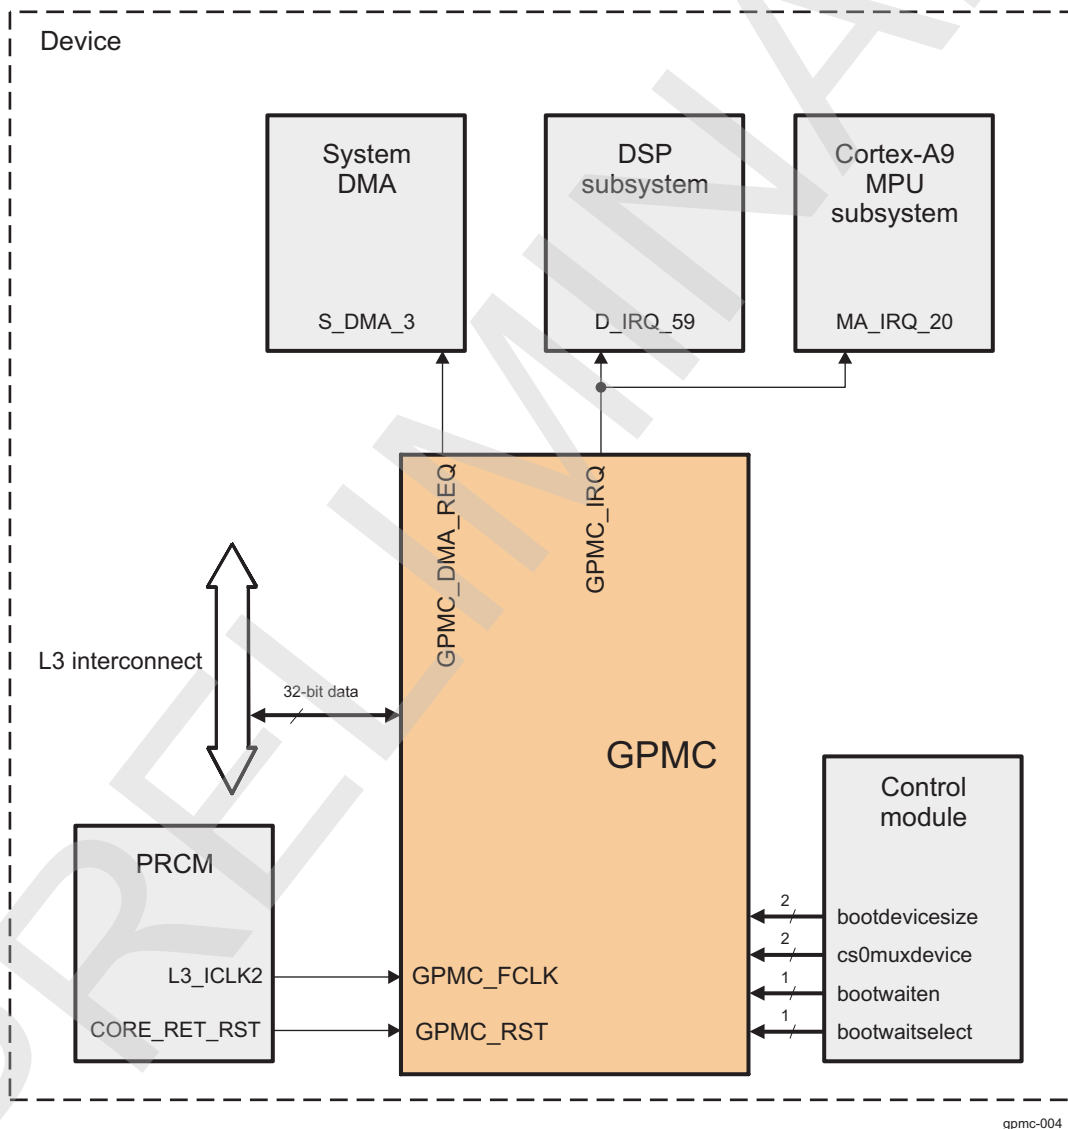 Device
System
DMA
S_DMA_3
DSP
subsystem
D_IRQ_59
Cortex-A9
MPU
subsystem
MA_IRQ_20
GPMC_DMA_REQ
GPMC_IRQ
L3 interconnect
32-bit data
GPMC
PRCM
L3_ICLK2
CORE_RET_RST
GPMC_FCLK
GPMC_RST
Control
module
2
bootdevicesize
2
cs0muxdevice
1
bootwaiten
1
bootwaitselect
gpmc-004
PRELIMINA